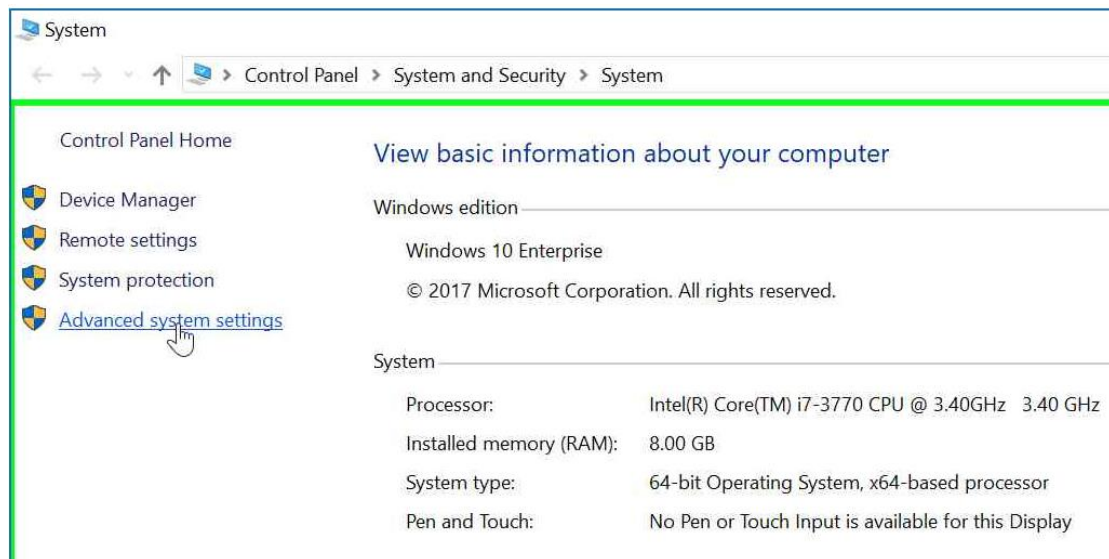 System
Control Panel > System and Security > System
Control Panel Home
Device Manager
Remote settings
System protection
Advanced system settings
View basic information about your computer
Windows edition
Windows 10 Enterprise
© 2017 Microsoft Corporation. All rights reserved.
System
Processor: Intel(R) Core(TM) i7-3770 CPU @ 3.40GHz 3.40 GHz
Installed memory (RAM): 8.00 GB
System type: 64-bit Operating System, x64-based processor
Pen and Touch: No Pen or Touch Input is available for this Display